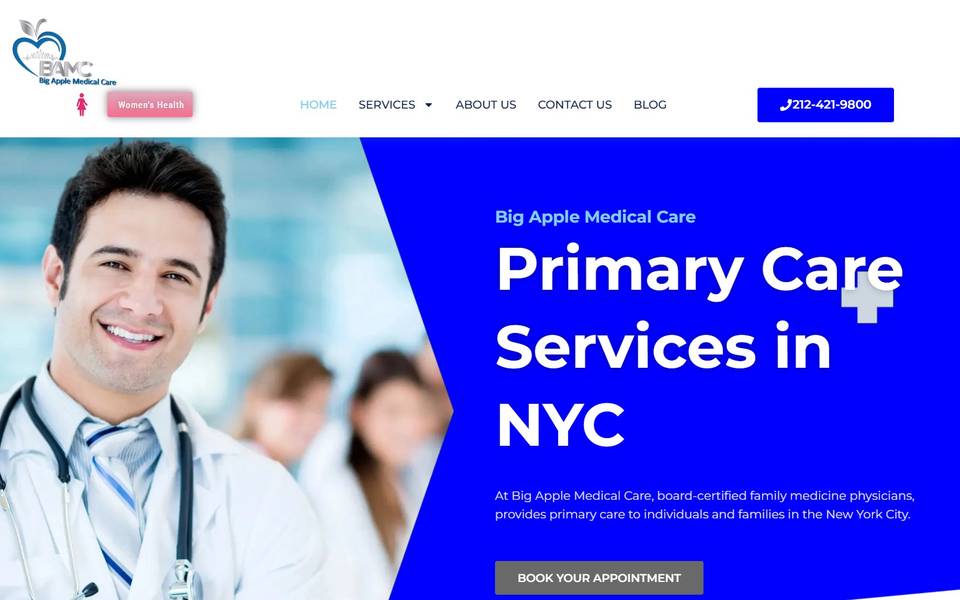 BAMC
Big Apple Medical Care
Women's Health
HOME
SERVICES
ABOUT US
CONTACT US
BLOG
212-421-9800
Big Apple Medical Care
Primary Care
Services in
NYC
At Big Apple Medical Care, board-certified family medicine physicians,
provides primary care to individuals and families in the New York City.
BOOK YOUR APPOINTMENT